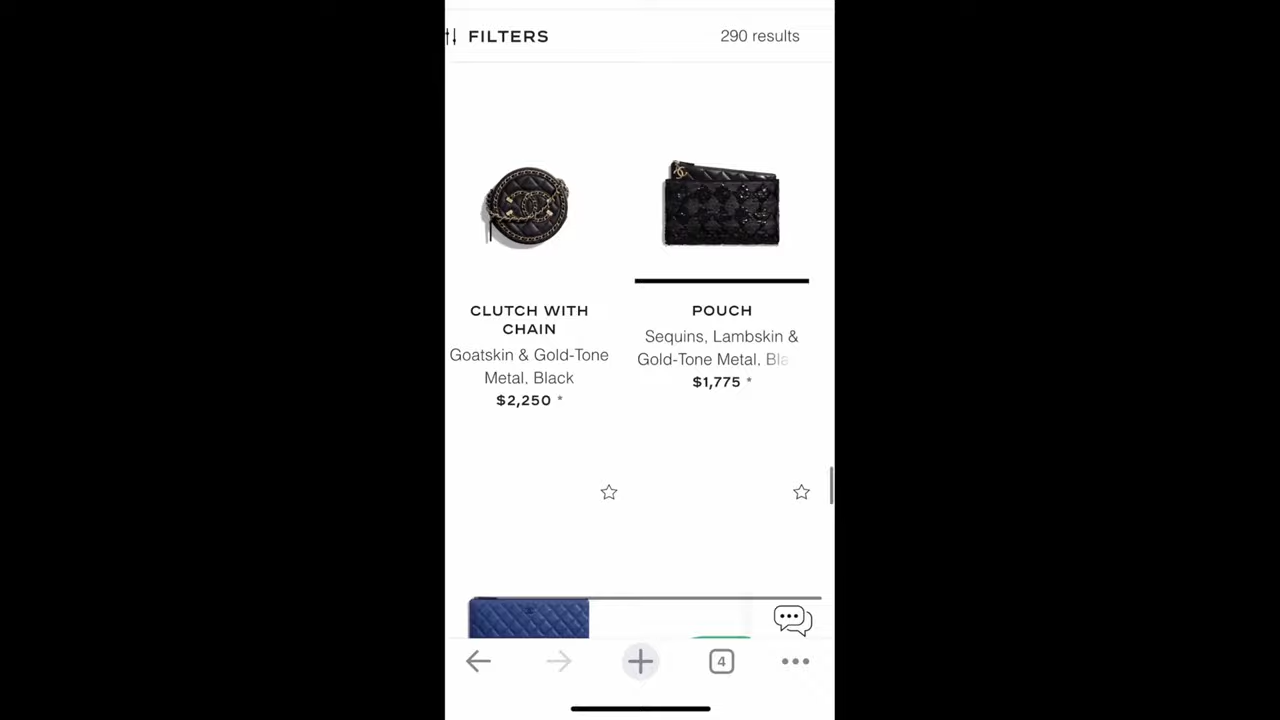 FILTERS
290 results
CLUTCH WITH
CHAIN
Goatskin & Gold-Tone
Metal, Black
$2,250 *
POUCH
Sequins, Lambskin &
Gold-Tone Metal, Bla
$1,775 *
4